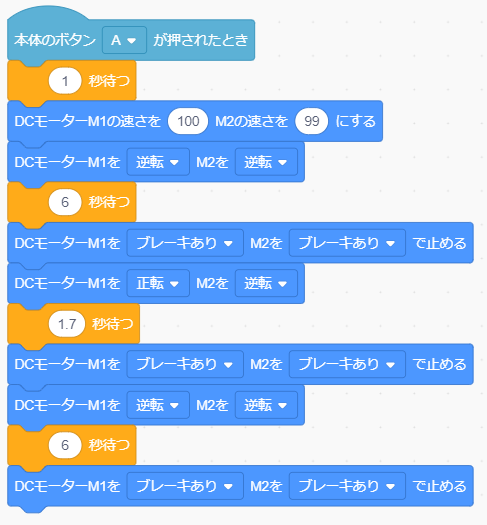 本体のボタン A が押されたとき
1 秒待つ
DCモーターM1の速さを 100 M2の速さを 99 にする
DCモーターM1を 逆転 M2を 逆転
6 秒待つ
DCモーターM1を ブレーキあり M2を ブレーキあり で止める
DCモーターM1を 正転 M2を 逆転
1.7 秒待つ
DCモーターM1を ブレーキあり M2を ブレーキあり で止める
DCモーターM1を 逆転 M2を 逆転
6 秒待つ
DCモーターM1を ブレーキあり M2を ブレーキあり で止める